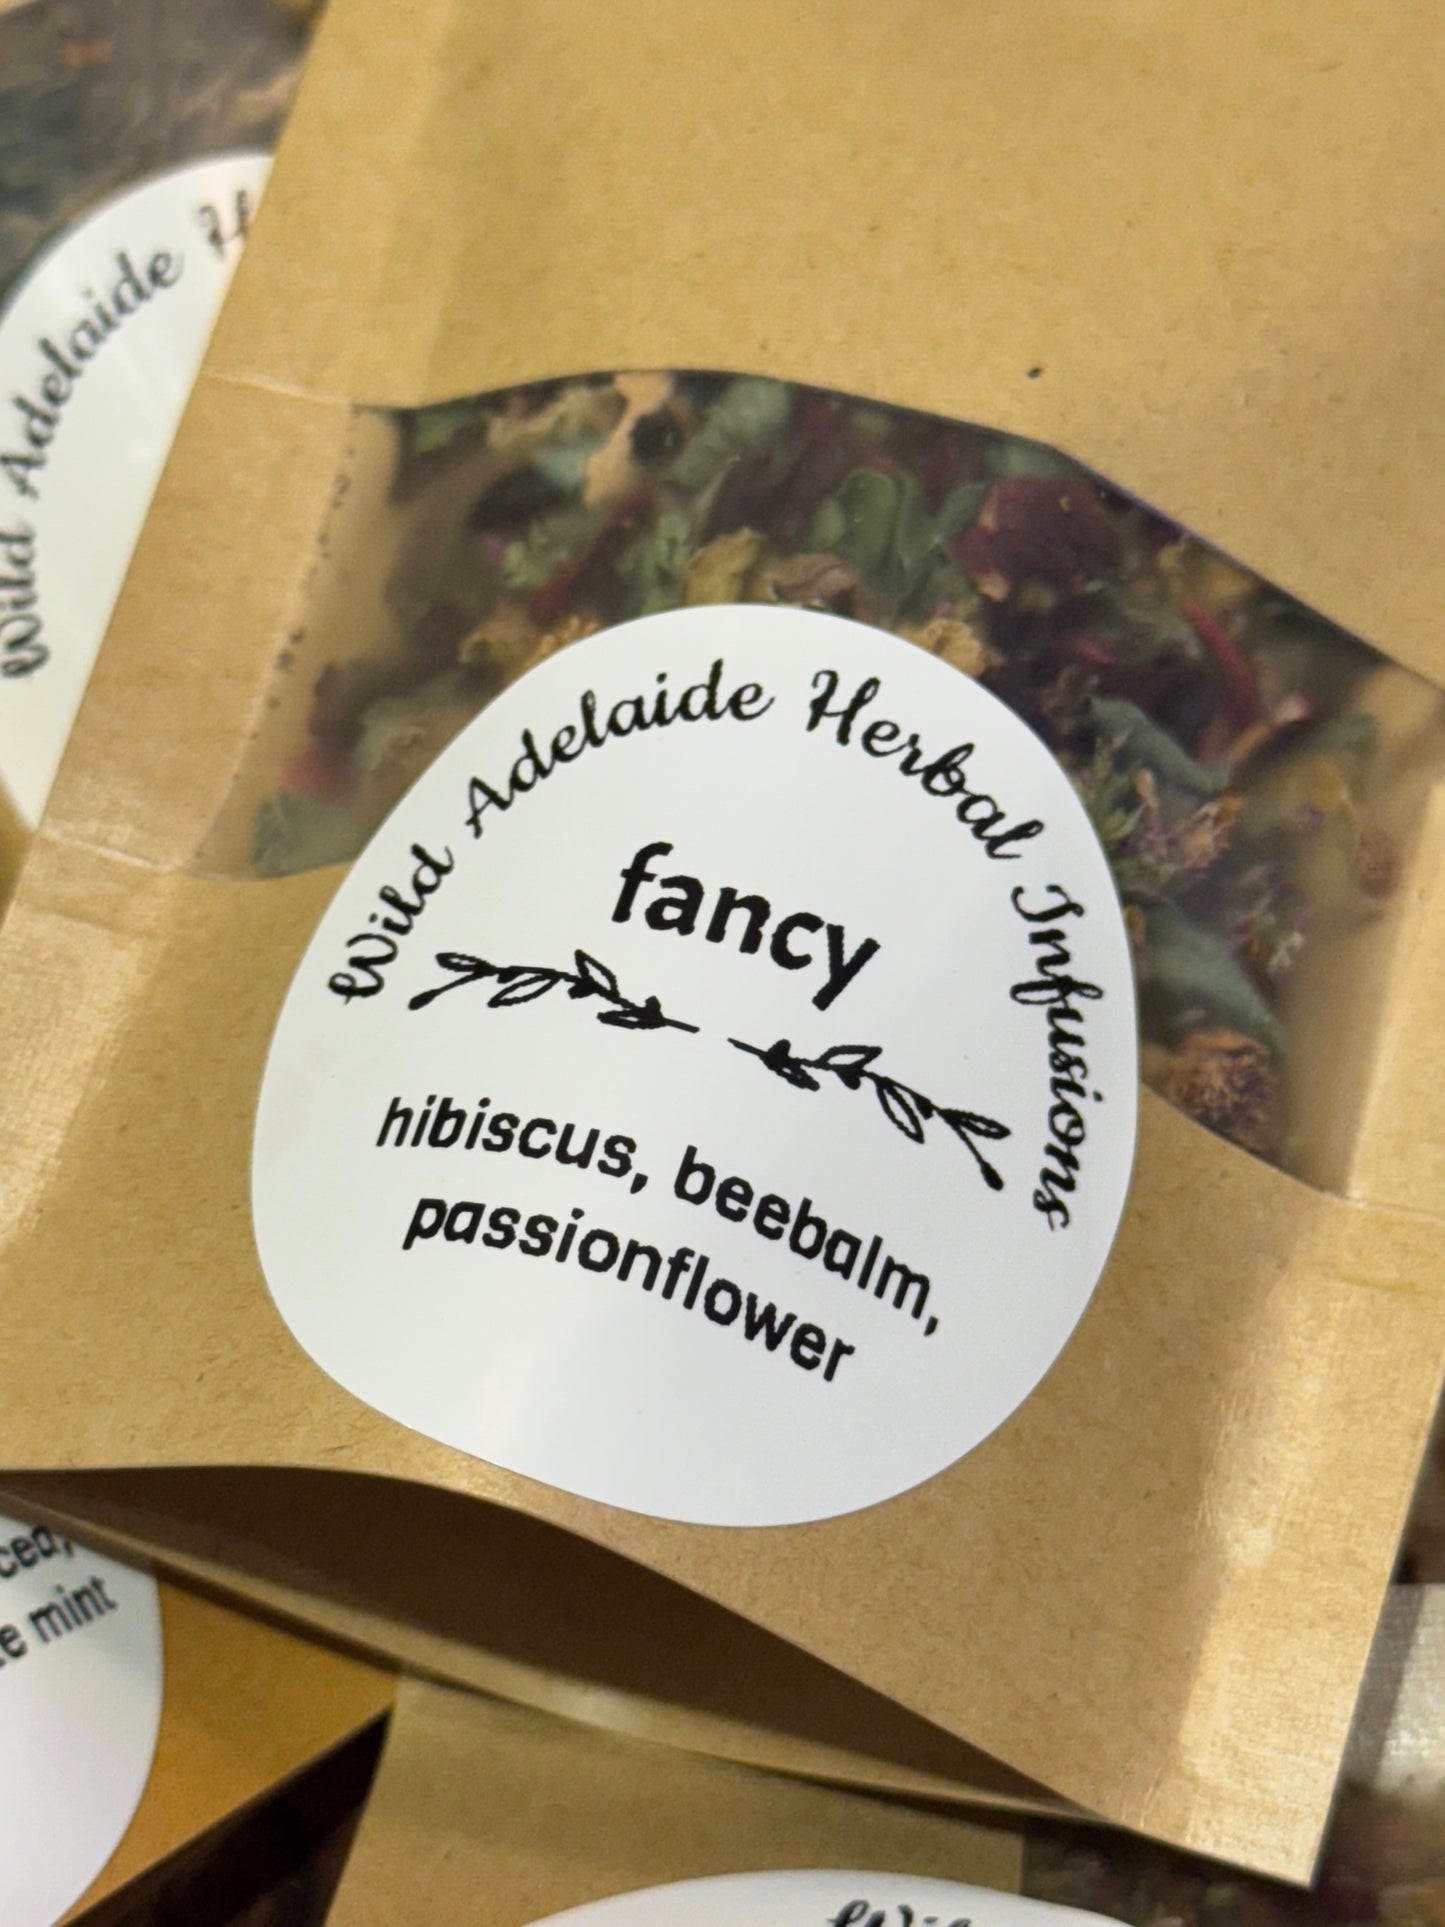 Wild Adelaide Herbal Infusions
fancy
hibiscus, beebalm,
passionflower
Wild Adelaide
mint